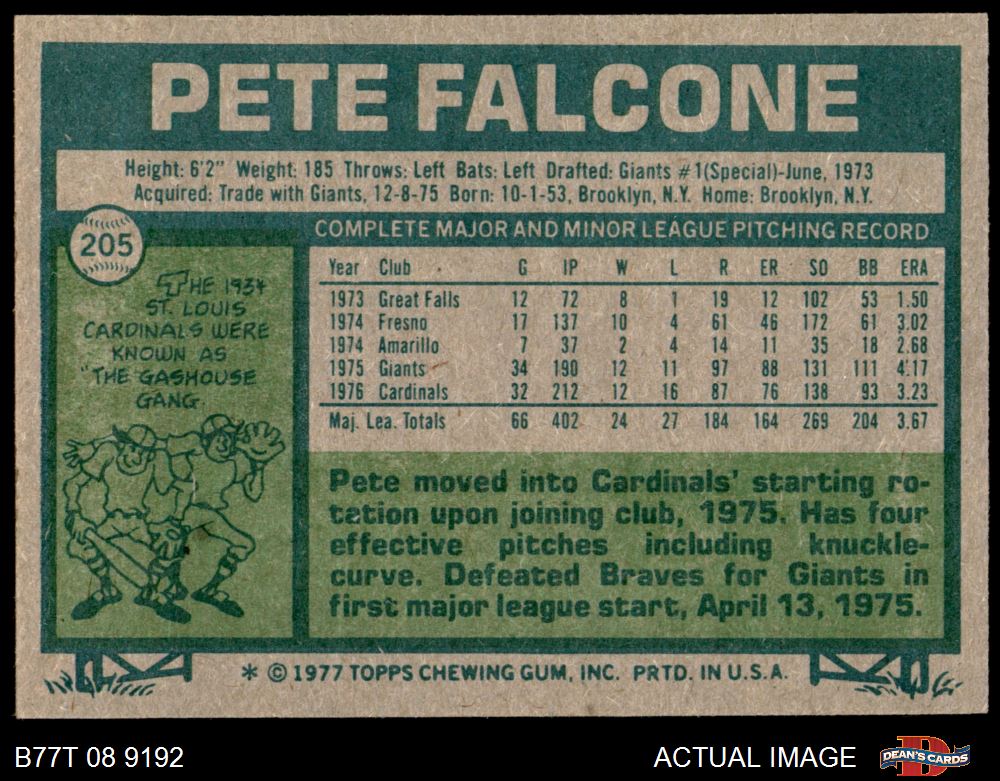 PETE FALCONE
Height: 6'2" Weight: 185 Throws: Left Bats: Left Drafted: Giants #1(Special)-June, 1973
Acquired: Trade with Giants, 12-8-75 Born: 10-1-53, Brooklyn, N.Y. Home: Brooklyn, N.Y.
205
THE 1934
ST. LOUIS
CARDINALS WERE
KNOWN AS
"THE GASHOUSE
GANG.
COMPLETE MAJOR AND MINOR LEAGUE PITCHING RECORD
Year Club G IP W L R ER SO BB ERA
1973 Great Falls 12 72 8 1 19 12 102 53 1.50
1974 Fresno 17 137 10 4 61 46 172 61 3.02
1974 Amarillo 7 37 2 4 14 11 35 18 2.68
1975 Giants 34 190 12 11 97 88 131 111 4.17
1976 Cardinals 32 212 12 16 87 76 138 93 3.23
Maj. Lea. Totals 66 402 24 27 184 164 269 204 3.67
Pete moved into Cardinals' starting ro-
tation upon joining club, 1975. Has four
effective pitches including knuckle-
curve. Defeated Braves for Giants in
first major league start, April 13, 1975.
* © 1977 TOPPS CHEWING GUM, INC. PRTD. IN U.S.A.
B77T 08 9192
ACTUAL IMAGE
DEAN'S CARDS